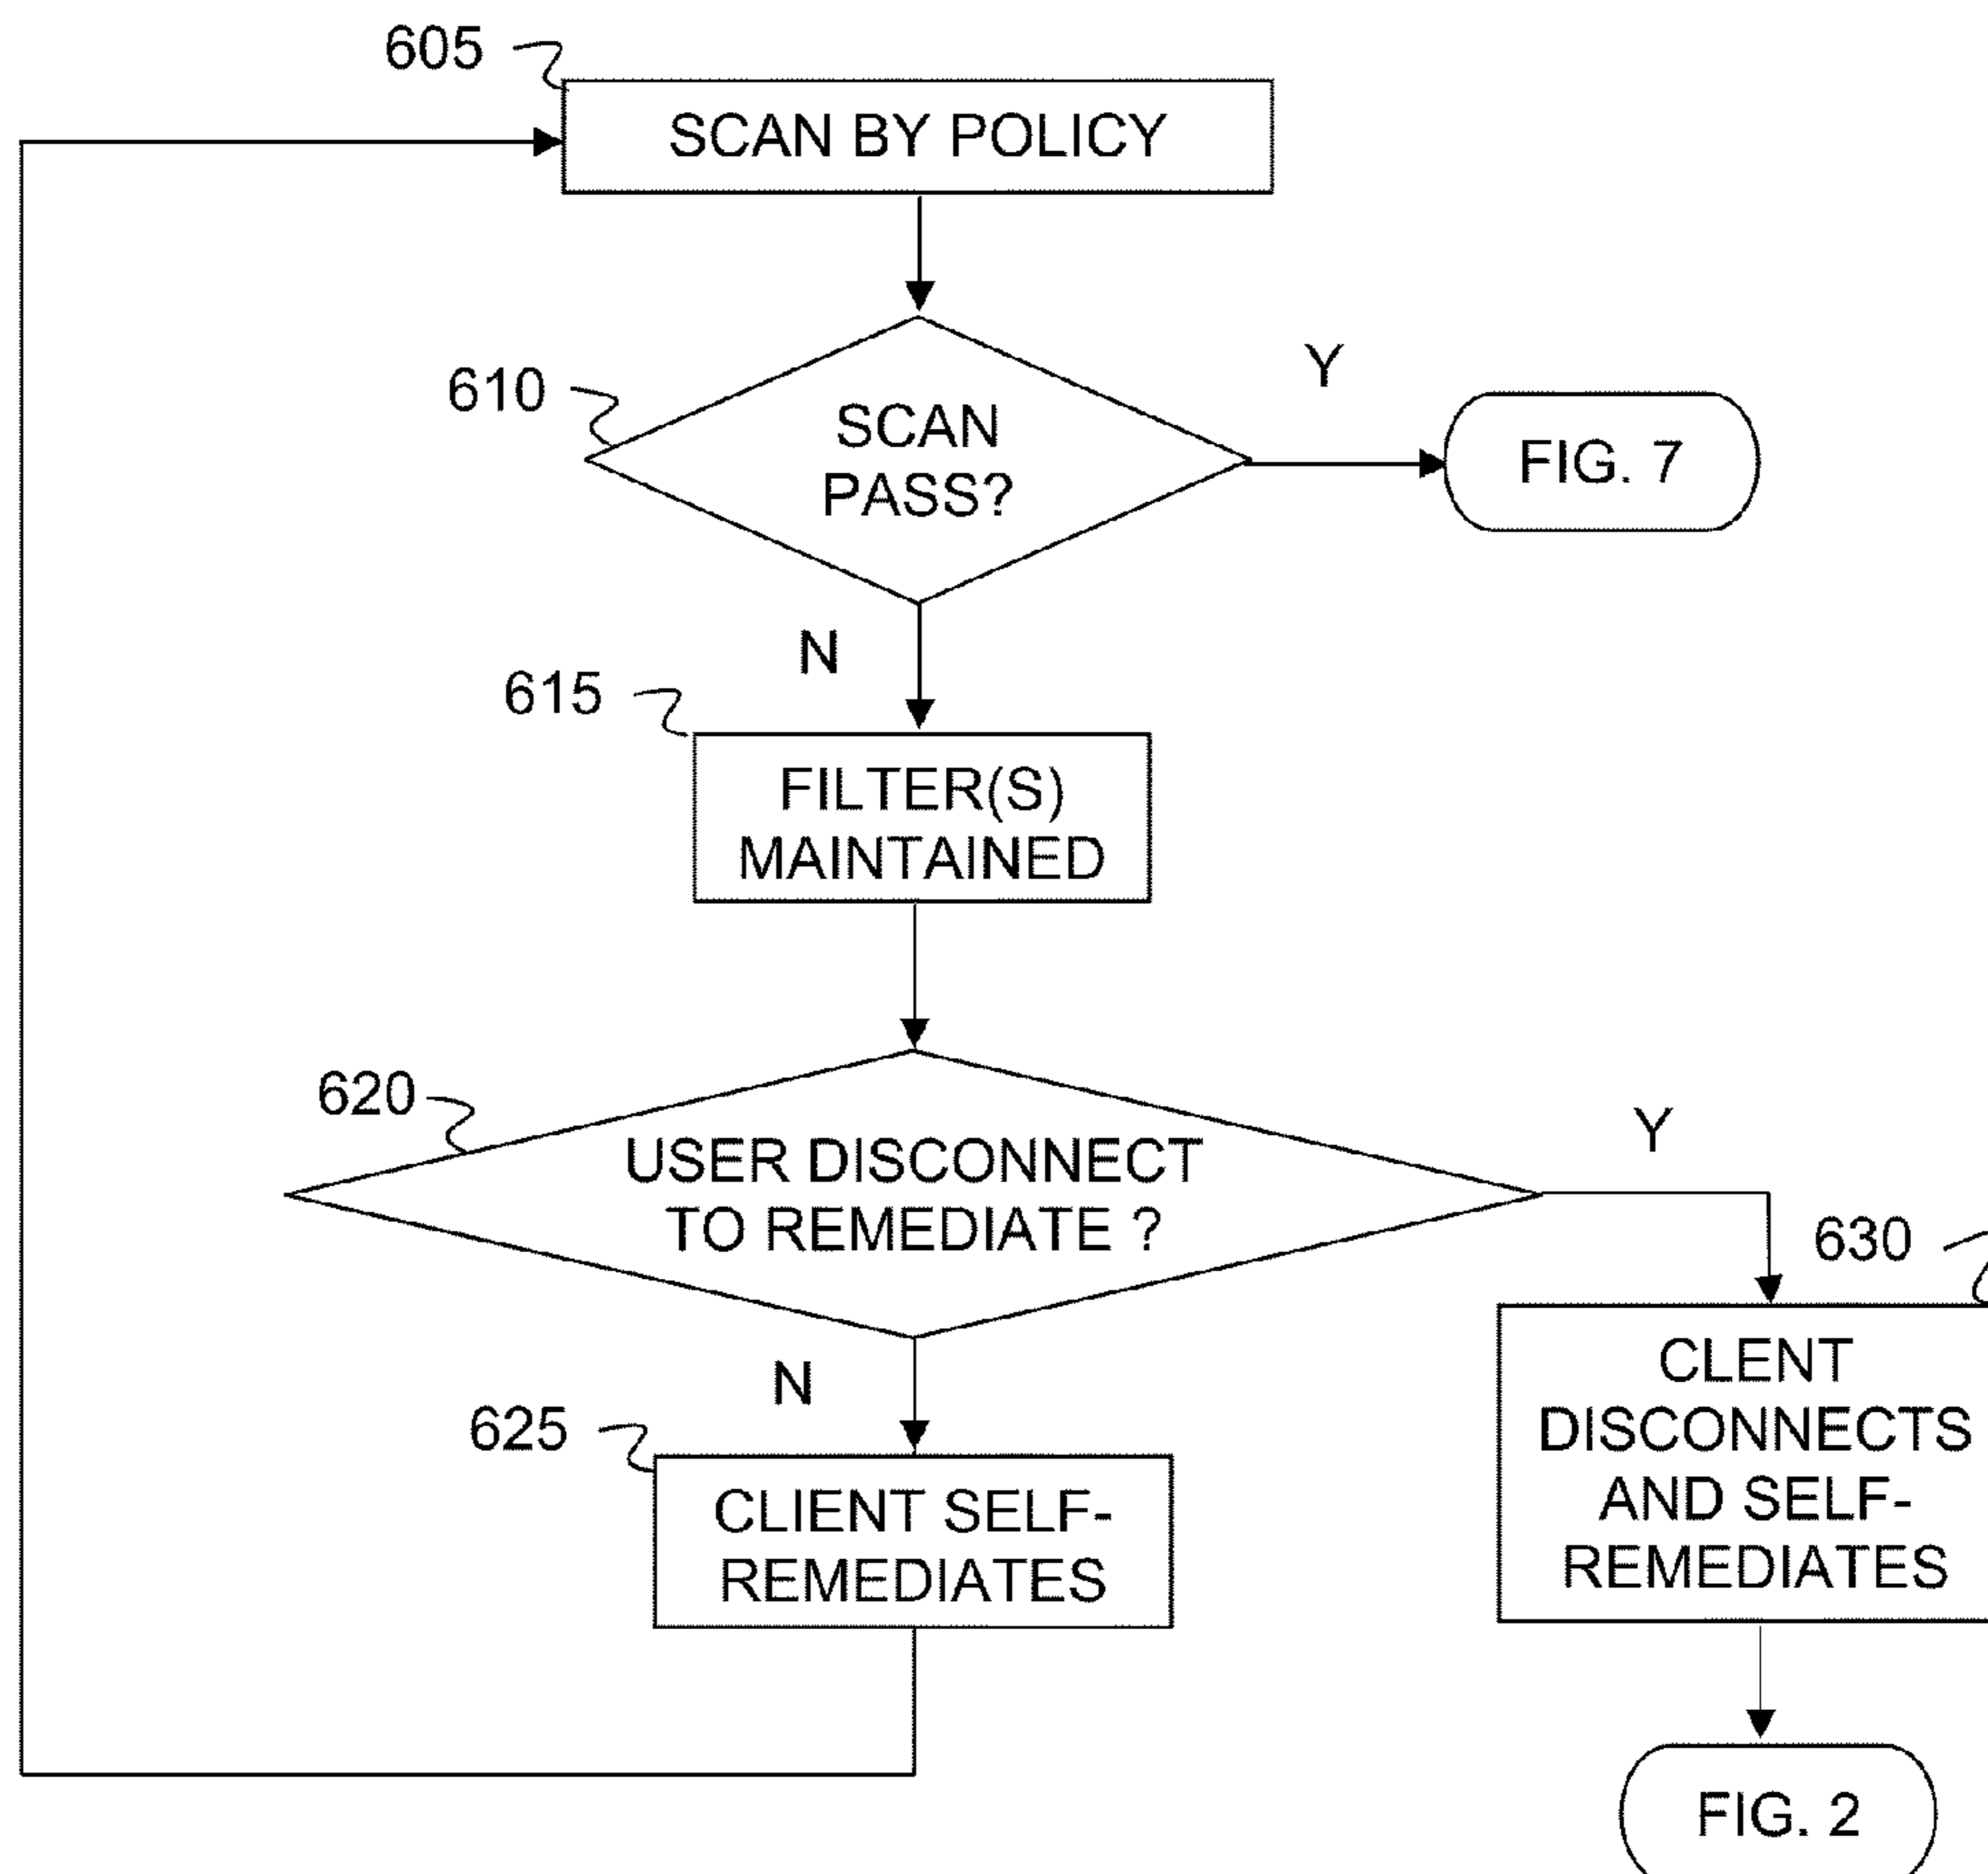 605
SCAN BY POLICY
610
SCAN
PASS?
Y
FIG. 7
N
615
FILTER(S)
MAINTAINED
620
USER DISCONNECT
TO REMEDIATE ?
Y
630
N
CLENT
DISCONNECTS
AND SELF-
REMEDIATES
625
CLIENT SELF-
REMEDIATES
FIG. 2